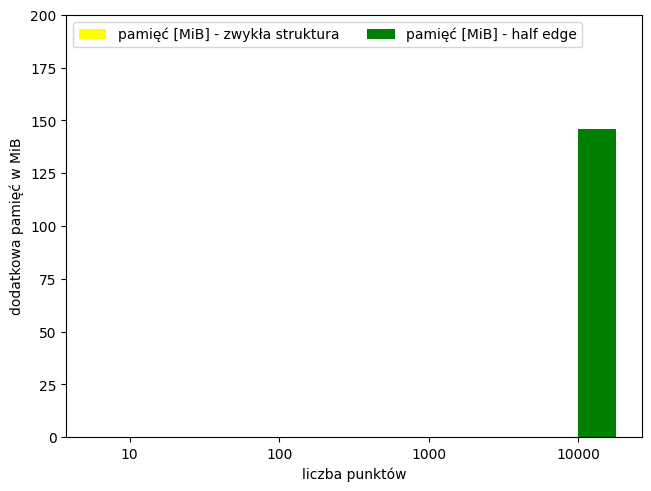 pamięć [MiB] - zwykła struktura pamięć [MiB] - half edge
200
175
150
125
100
75
50
25
0
dodatkowa pamięć w MiB
10 100 1000 10000
liczba punktów